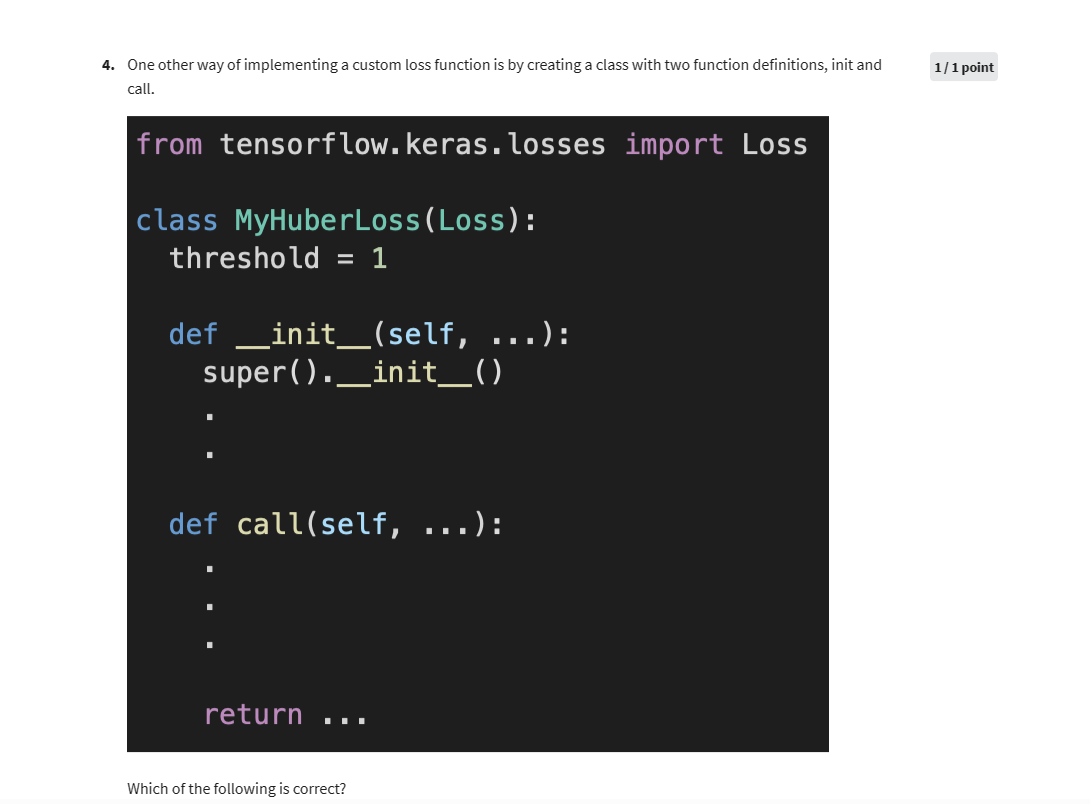 4. One other way of implementing a custom loss function is by creating a class with two function definitions, init and
call.
1 / 1 point
from tensorflow.keras.losses import Loss
class MyHuberLoss(Loss):
threshold = 1
def __init__(self, ...):
super().__init__()
.
.
def call(self, ...):
.
.
.
return ...
Which of the following is correct?